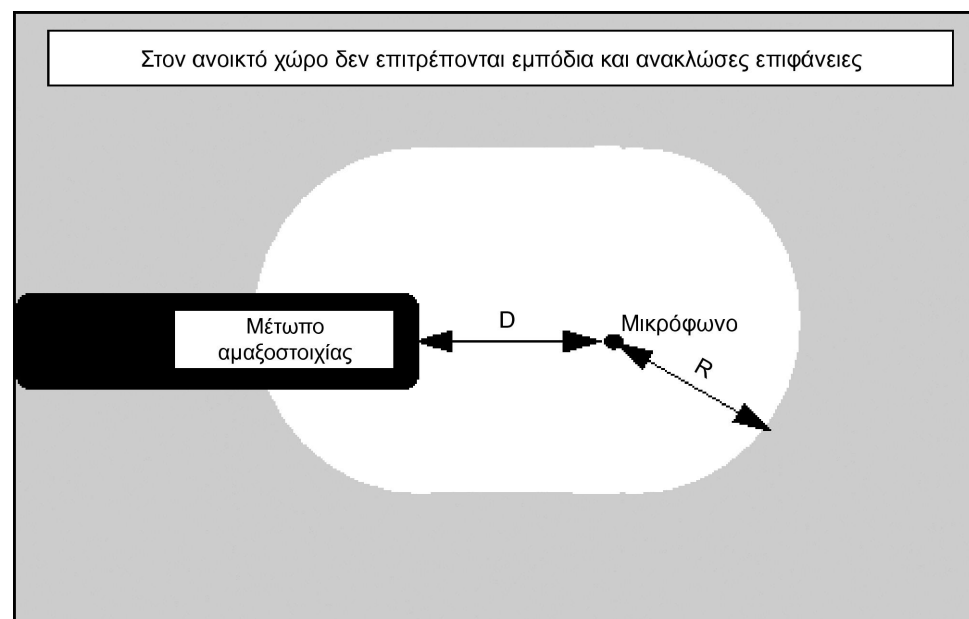 Στον ανοικτό χώρο δεν επιτρέπονται εμπόδια και ανακλώσες επιφάνειες
D
Μικρόφωνο
Μέτωπο
αμαξοστοιχίας
R